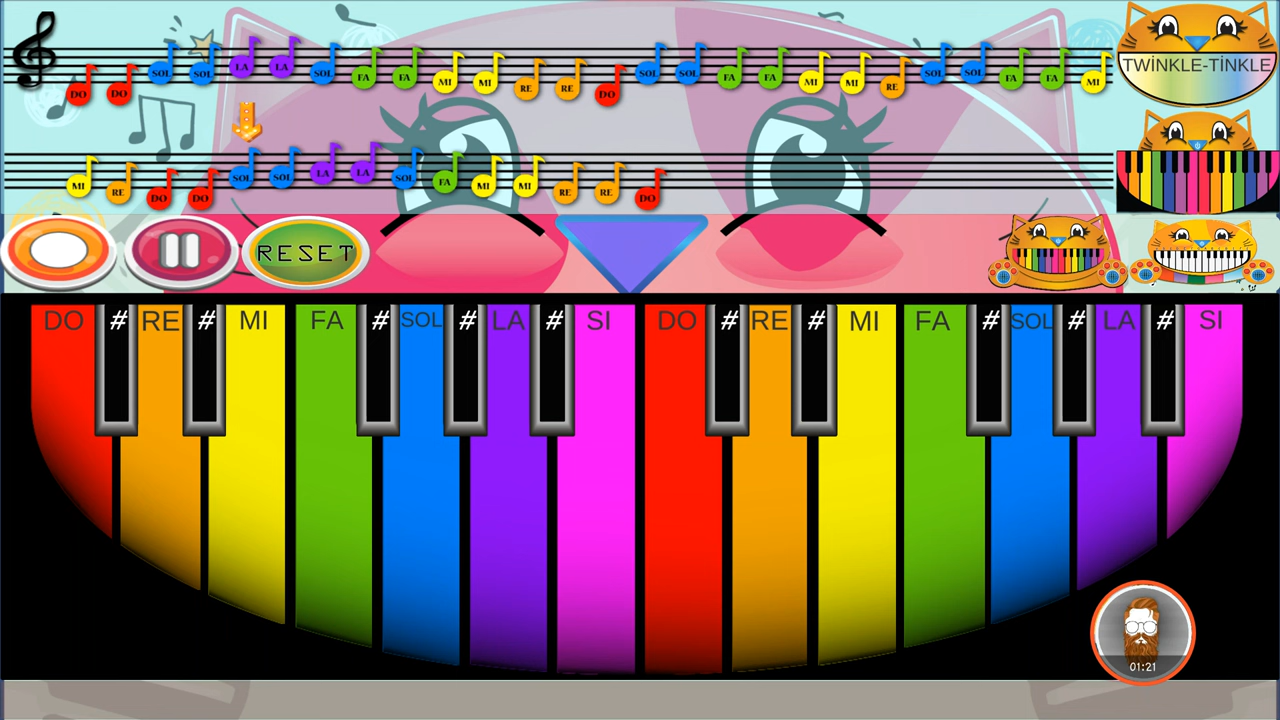 DO DO SOL SOL LA LA SOL FA FA MI MI RE RE DO SOL SOL FA FA MI MI RE SOL SOL FA FA MI
TWİNKLE-TİNKLE
MI RE DO DO SOL SOL LA LA SOL FA MI MI RE RE DO
RESET
DO # RE # MI FA # SOL # LA # SI DO # RE # MI FA # SOL # LA # SI
01:21